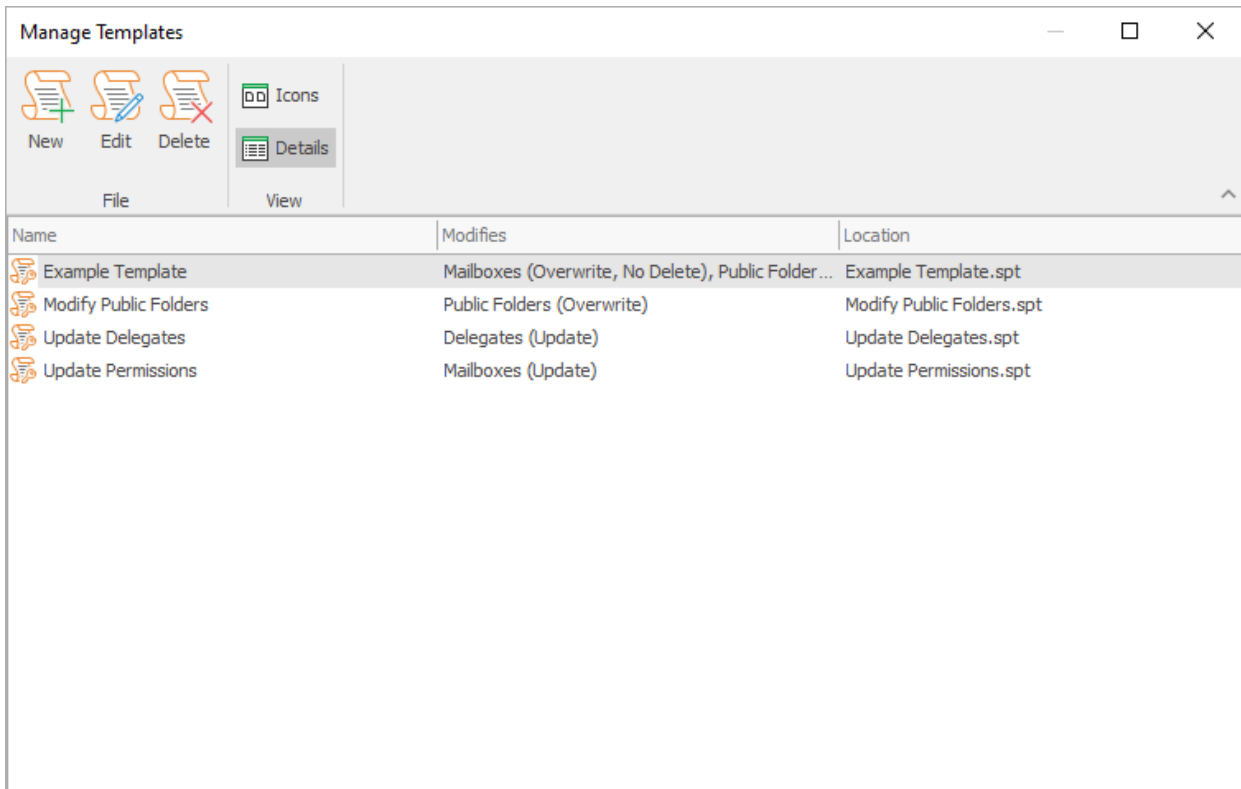 Manage Templates
New Edit Delete
Icons
Details
File View
Name Modifies Location
Example Template Mailboxes (Overwrite, No Delete), Public Folder... Example Template.spt
Modify Public Folders Public Folders (Overwrite) Modify Public Folders.spt
Update Delegates Delegates (Update) Update Delegates.spt
Update Permissions Mailboxes (Update) Update Permissions.spt